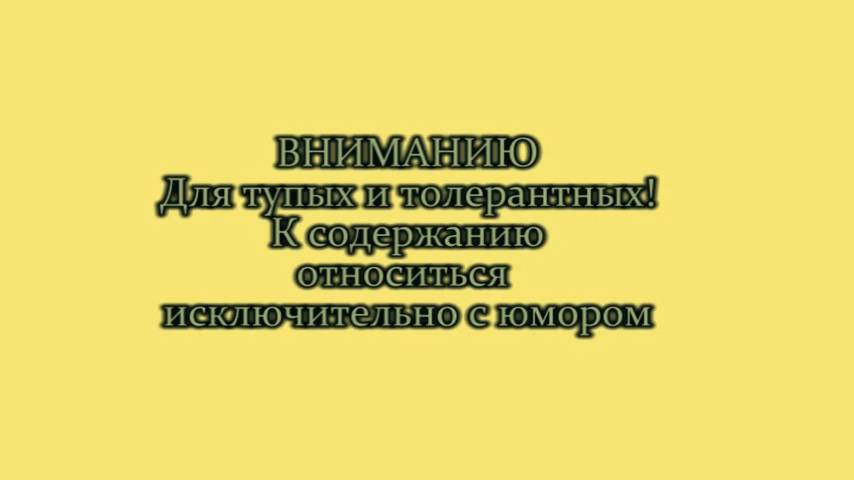 ВНИМАНИЮ
Для тупых и толерантных!
К содержанию
относиться
исключительно с юмором